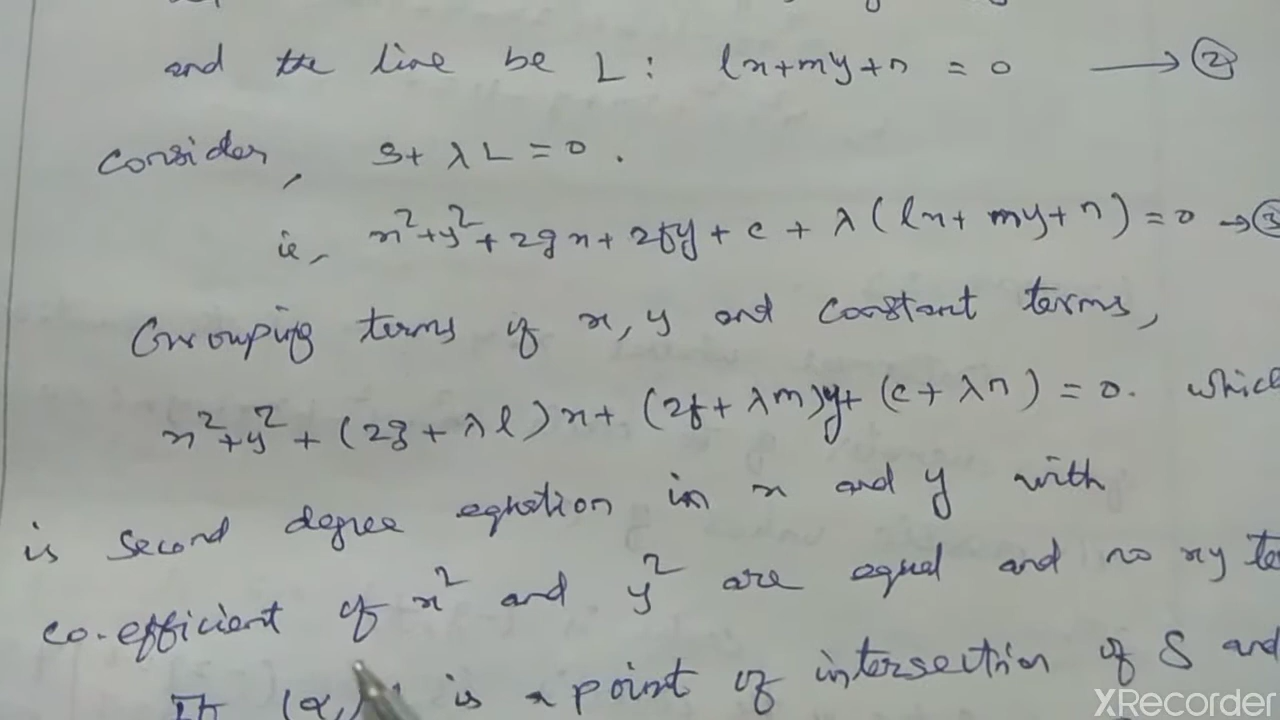 and the line be L: lx+my+n = 0 → ②
Consider, S+ λL = 0.
ie, x²+y²+2gx+2fy+c+λ(lx+my+n) = 0 → ③
Grouping terms of x, y and constant terms,
x²+y²+(2g+λl)x+(2f+λm)y+(c+λn) = 0. which
is second degree equation in x and y with
co-efficient of x² and y² are equal and no xy te
If (α, is a point of intersection of S and
XRecorder